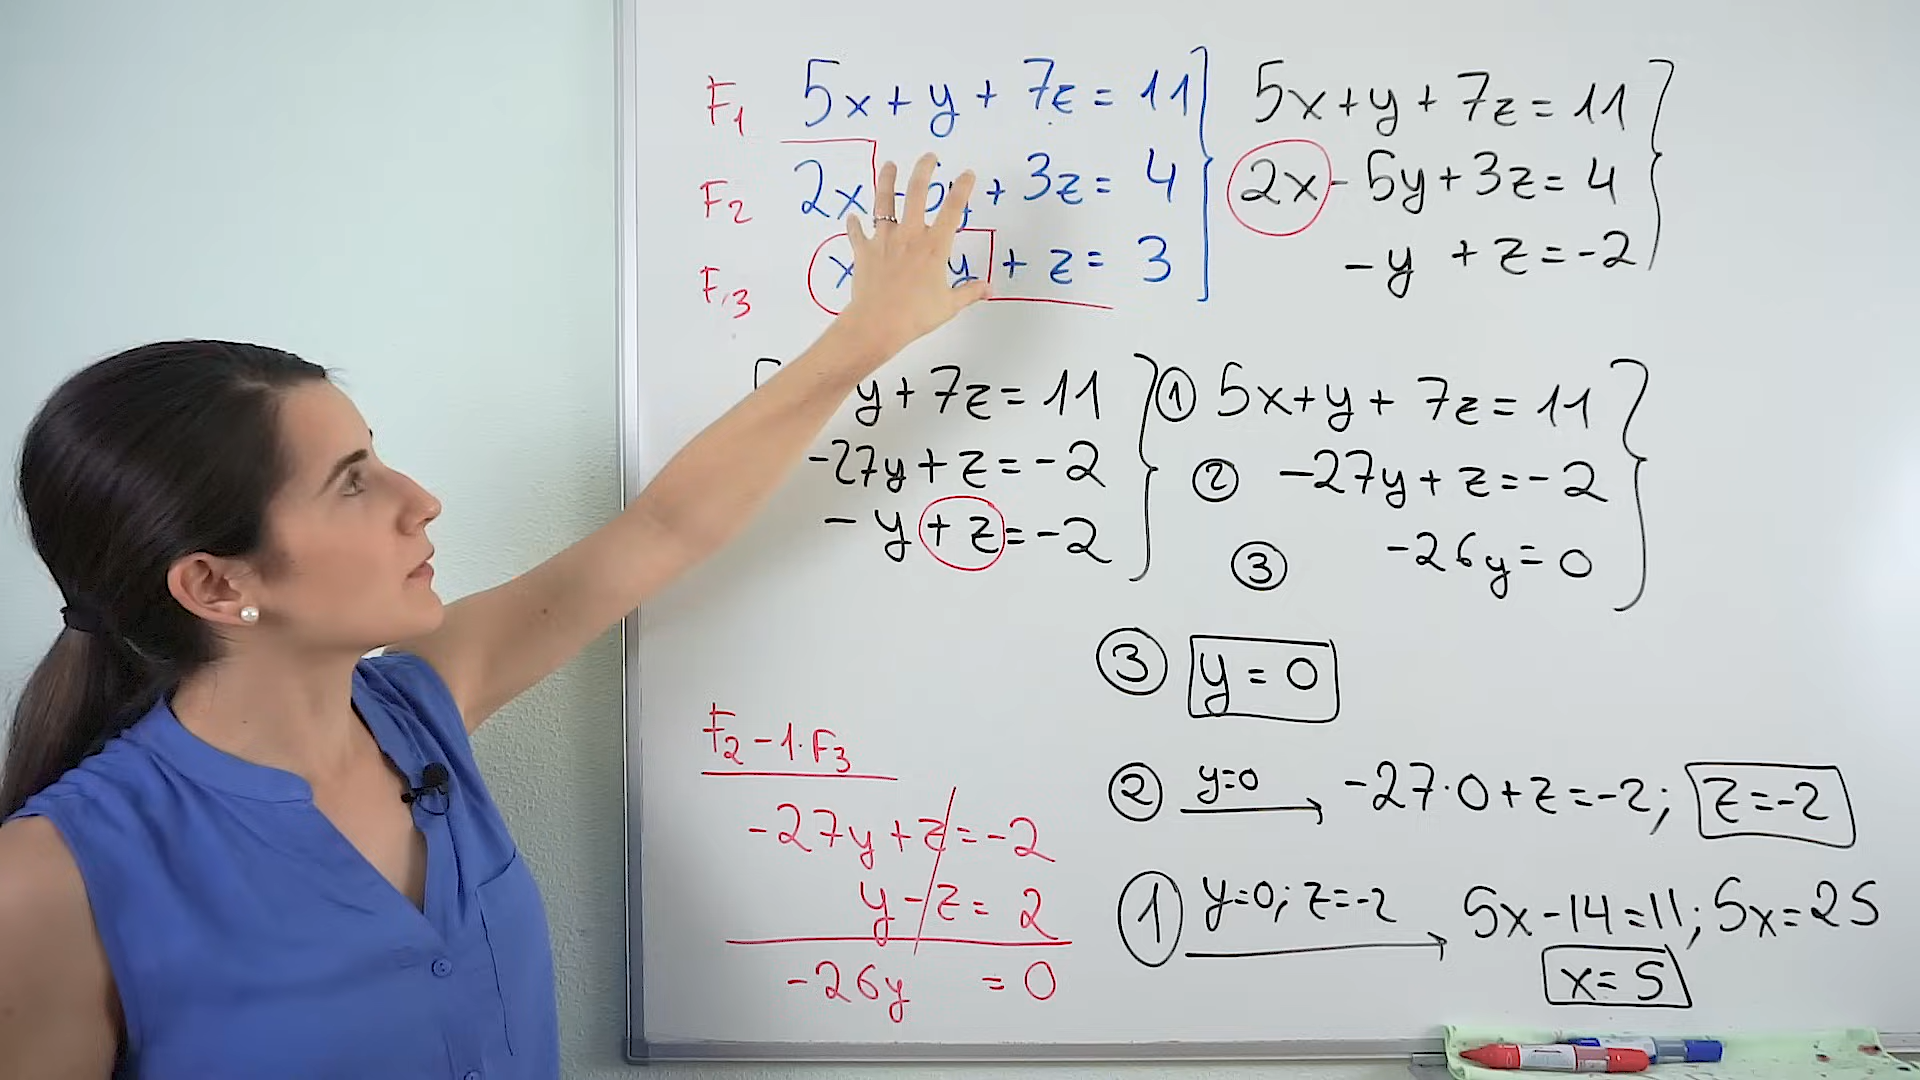 F1 5x + y + 7z = 11
F2 2x - 5y + 3z = 4
F3 x y + z = 3
5x + y + 7z = 11
2x - 5y + 3z = 4
-y + z = -2
y + 7z = 11
-27y + z = -2
-y + z = -2
① 5x + y + 7z = 11
② -27y + z = -2
③ -26y = 0
③ y = 0
② y=0 → -27·0 + z = -2; z = -2
① y=0; z=-2 → 5x - 14 = 11; 5x = 25
x = 5
F2 - 1·F3
-27y + z = -2
y - z = 2
-26y = 0